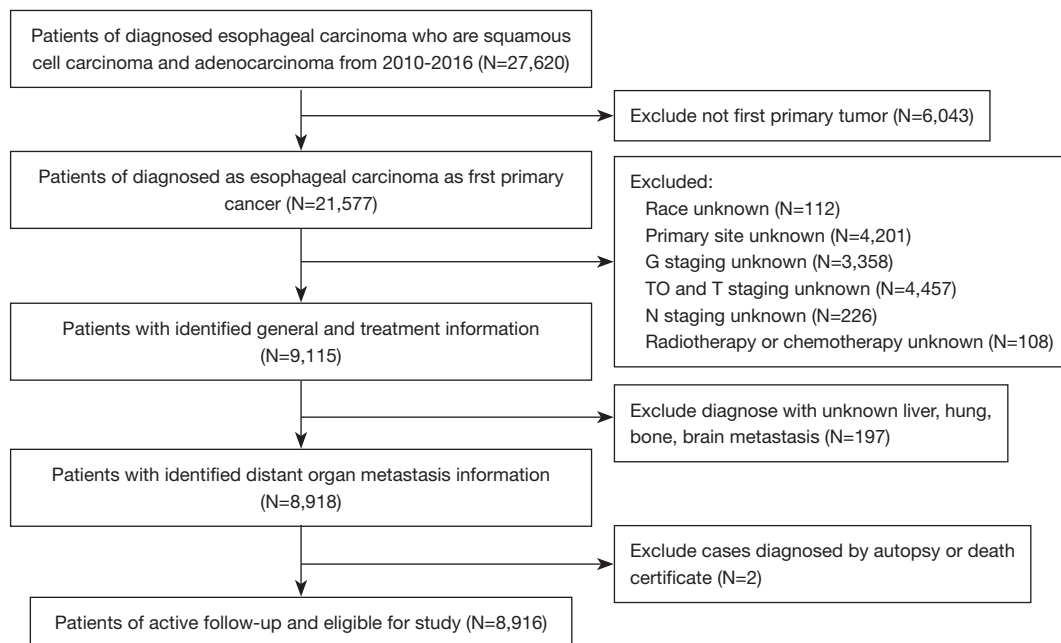 Patients of diagnosed esophageal carcinoma who are squamous
cell carcinoma and adenocarcinoma from 2010-2016 (N=27,620)
Exclude not first primary tumor (N=6,043)
Patients of diagnosed as esophageal carcinoma as frst primary
cancer (N=21,577)
Excluded:
Race unknown (N=112)
Primary site unknown (N=4,201)
G staging unknown (N=3,358)
TO and T staging unknown (N=4,457)
N staging unknown (N=226)
Radiotherapy or chemotherapy unknown (N=108)
Patients with identified general and treatment information
(N=9,115)
Exclude diagnose with unknown liver, hung,
bone, brain metastasis (N=197)
Patients with identified distant organ metastasis information
(N=8,918)
Exclude cases diagnosed by autopsy or death
certificate (N=2)
Patients of active follow-up and eligible for study (N=8,916)